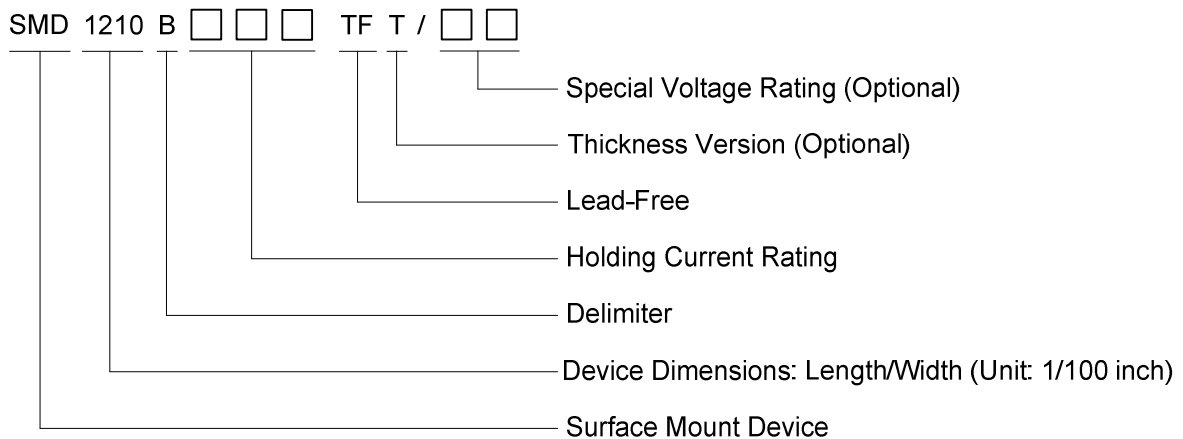 SMD 1210 B □ □ □ TF T / □ □
Special Voltage Rating (Optional)
Thickness Version (Optional)
Lead-Free
Holding Current Rating
Delimiter
Device Dimensions: Length/Width (Unit: 1/100 inch)
Surface Mount Device